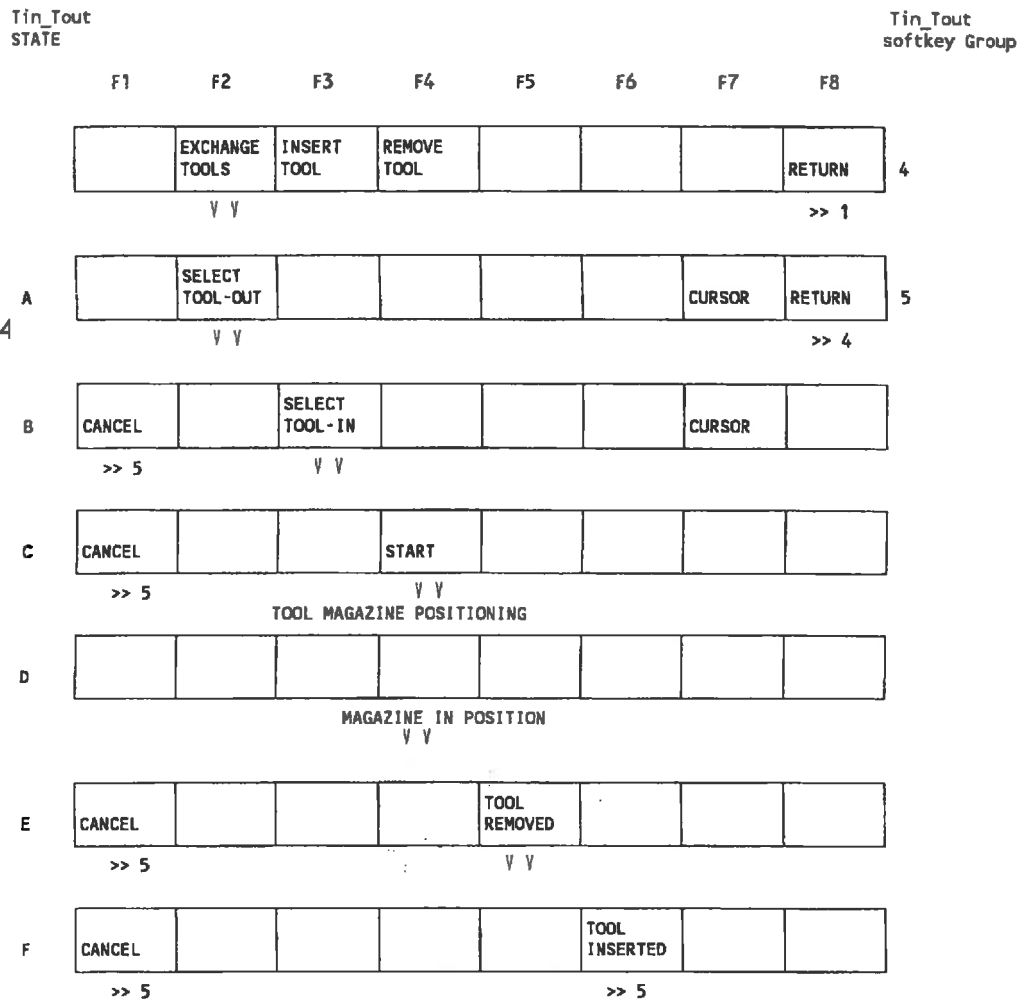 Tin_Tout Tin_Tout
STATE softkey Group
F1 F2 F3 F4 F5 F6 F7 F8
EXCHANGE INSERT REMOVE
TOOLS TOOL TOOL RETURN 4
V V >> 1
SELECT
A TOOL-OUT CURSOR RETURN 5
4
V V >> 4
SELECT
B CANCEL TOOL-IN CURSOR
>> 5 V V
C CANCEL START
>> 5 V V
TOOL MAGAZINE POSITIONING
D
MAGAZINE IN POSITION
V V
TOOL
E CANCEL REMOVED
>> 5 V V
TOOL
F CANCEL INSERTED
>> 5 >> 5